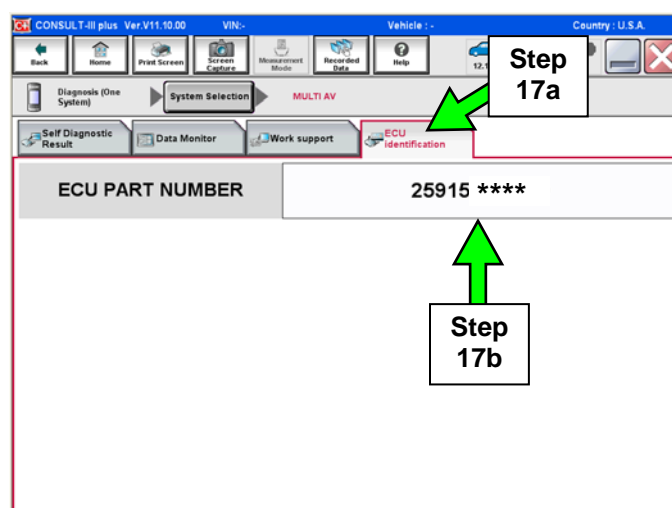 CONSULT-III plus Ver.V11.10.00 VIN:- Vehicle : - Country : U.S.A.
Back Home Print Screen Screen Capture Measurement Mode Recorded Data Help 12.1
Diagnosis (One System) System Selection MULTI AV
Self Diagnostic Result Data Monitor Work support ECU identification
Step
17a
ECU PART NUMBER 25915 ****
Step
17b